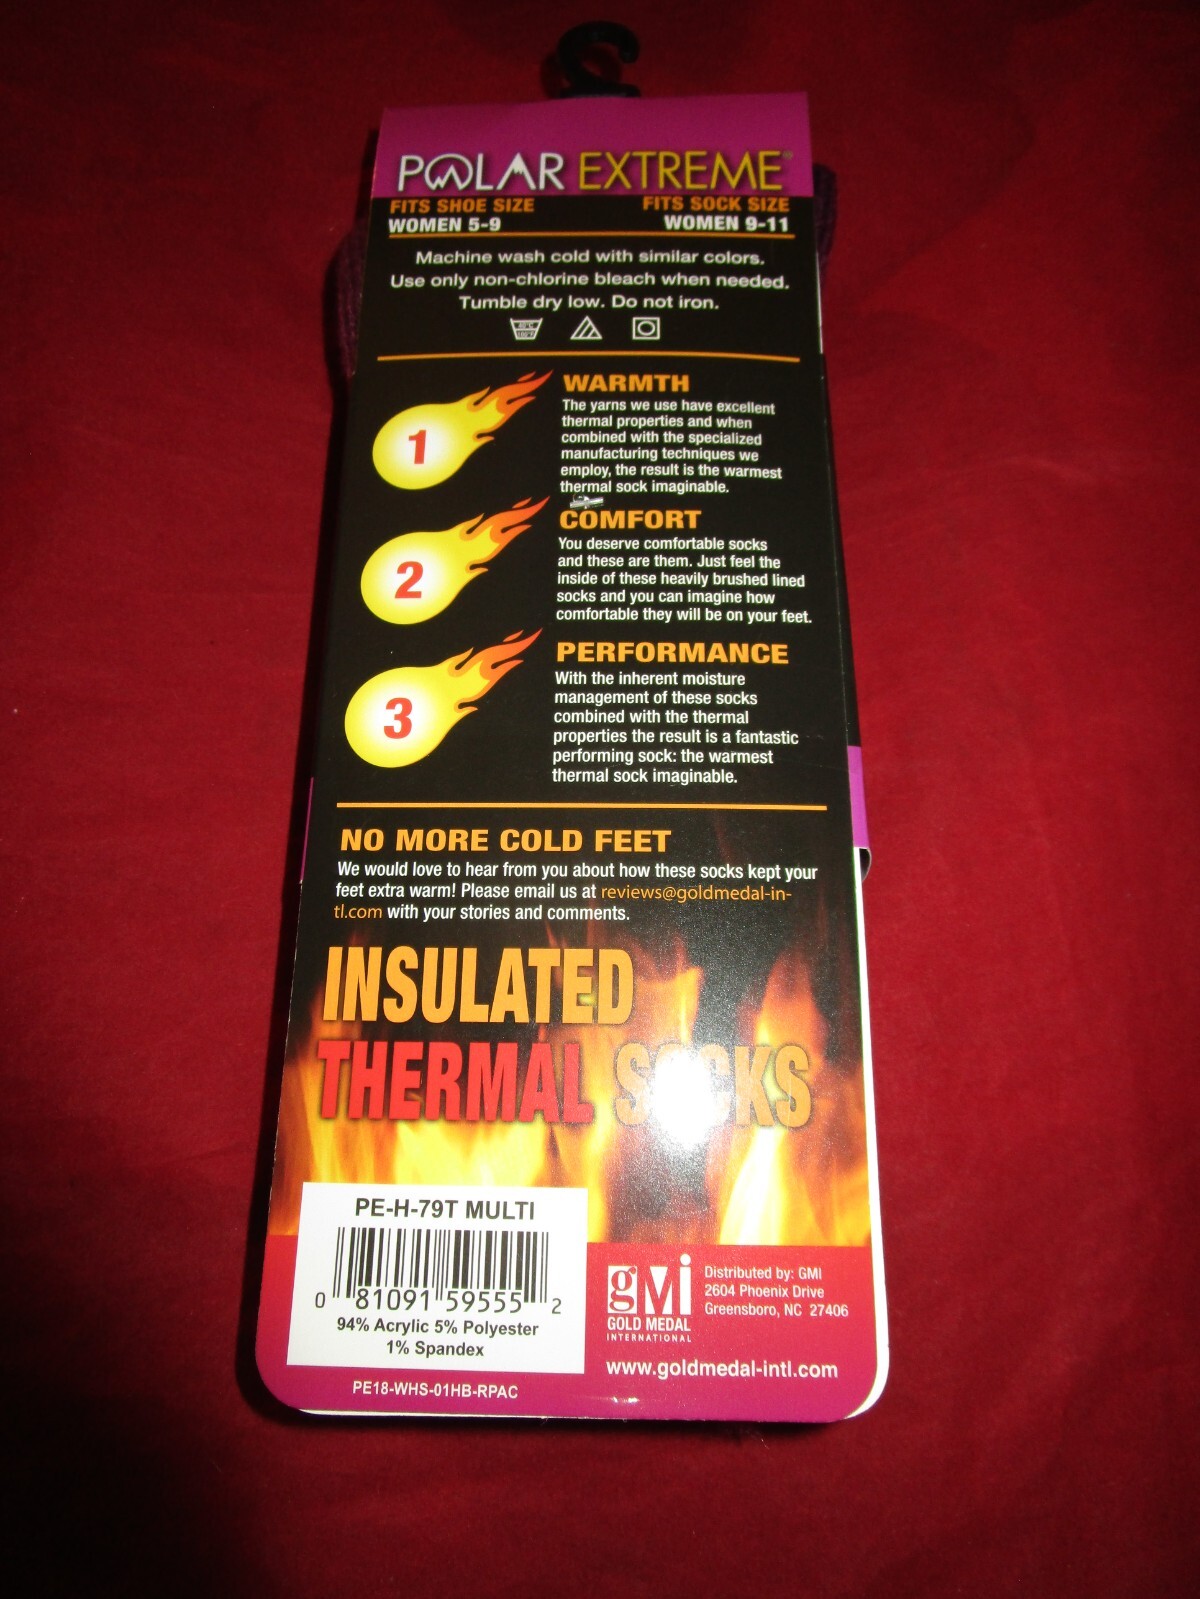 POLAR EXTREME®
FITS SHOE SIZE FITS SOCK SIZE
WOMEN 5-9 WOMEN 9-11
Machine wash cold with similar colors.
Use only non-chlorine bleach when needed.
Tumble dry low. Do not iron.
1
WARMTH
The yarns we use have excellent
thermal properties and when
combined with the specialized
manufacturing techniques we
employ, the result is the warmest
thermal sock imaginable.
2
COMFORT
You deserve comfortable socks
and these are them. Just feel the
inside of these heavily brushed lined
socks and you can imagine how
comfortable they will be on your feet.
3
PERFORMANCE
With the inherent moisture
management of these socks
combined with the thermal
properties the result is a fantastic
performing sock: the warmest
thermal sock imaginable.
NO MORE COLD FEET
We would love to hear from you about how these socks kept your
feet extra warm! Please email us at reviews@goldmedal-in-
tl.com with your stories and comments.
INSULATED
THERMAL SOCKS
PE-H-79T MULTI
0 81091 59555 2
94% Acrylic 5% Polyester
1% Spandex
PE18-WHS-01HB-RPAC
gMi
GOLD MEDAL
INTERNATIONAL
Distributed by: GMI
2604 Phoenix Drive
Greensboro, NC 27406
www.goldmedal-intl.com